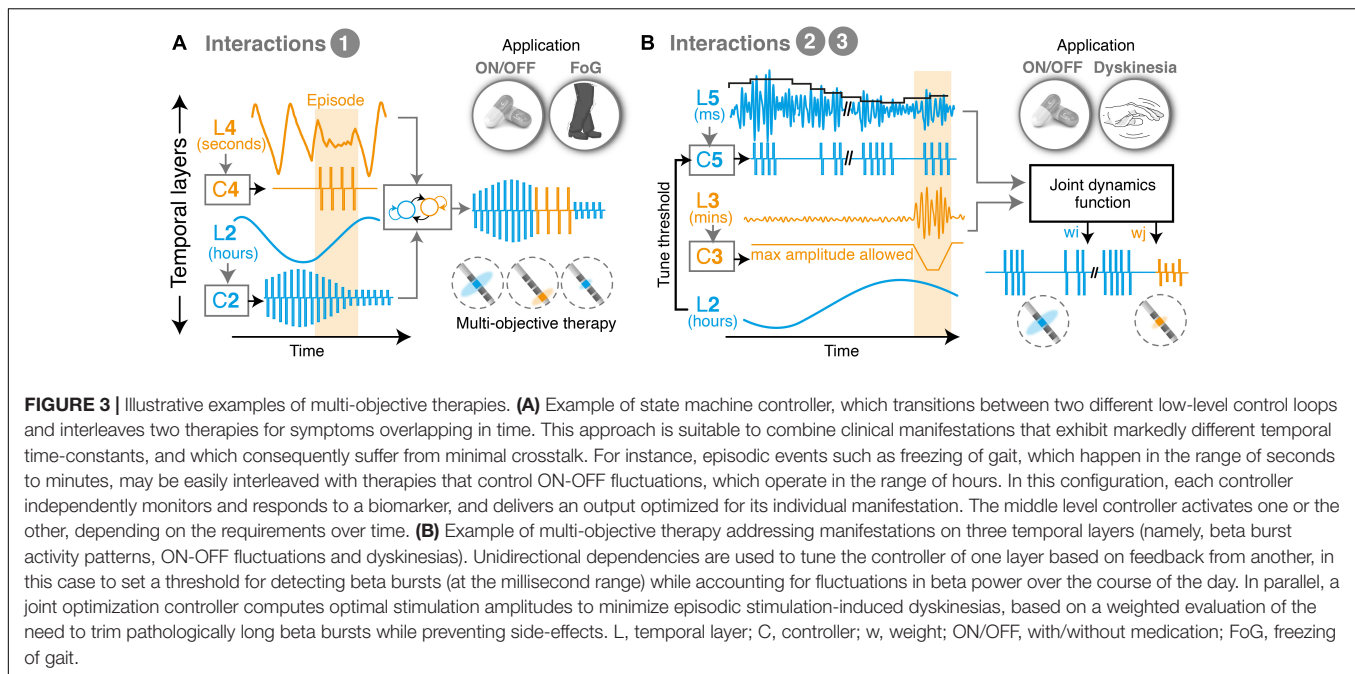 A Interactions 1
Application
ON/OFF FoG
Episode
L4
(seconds)
C4
Temporal layers
L2
(hours)
C2
Time
Multi-objective therapy
B Interactions 2 3
Application
ON/OFF Dyskinesia
L5
(ms)
C5
Tune threshold
L3
(mins)
C3
max amplitude allowed
L2
(hours)
Time
Joint dynamics
function
wi wj
FIGURE 3 | Illustrative examples of multi-objective therapies. (A) Example of state machine controller, which transitions between two different low-level control loops
and interleaves two therapies for symptoms overlapping in time. This approach is suitable to combine clinical manifestations that exhibit markedly different temporal
time-constants, and which consequently suffer from minimal crosstalk. For instance, episodic events such as freezing of gait, which happen in the range of seconds
to minutes, may be easily interleaved with therapies that control ON-OFF fluctuations, which operate in the range of hours. In this configuration, each controller
independently monitors and responds to a biomarker, and delivers an output optimized for its individual manifestation. The middle level controller activates one or the
other, depending on the requirements over time. (B) Example of multi-objective therapy addressing manifestations on three temporal layers (namely, beta burst
activity patterns, ON-OFF fluctuations and dyskinesias). Unidirectional dependencies are used to tune the controller of one layer based on feedback from another, in
this case to set a threshold for detecting beta bursts (at the millisecond range) while accounting for fluctuations in beta power over the course of the day. In parallel, a
joint optimization controller computes optimal stimulation amplitudes to minimize episodic stimulation-induced dyskinesias, based on a weighted evaluation of the
need to trim pathologically long beta bursts while preventing side-effects. L, temporal layer; C, controller; w, weight; ON/OFF, with/without medication; FoG, freezing
of gait.